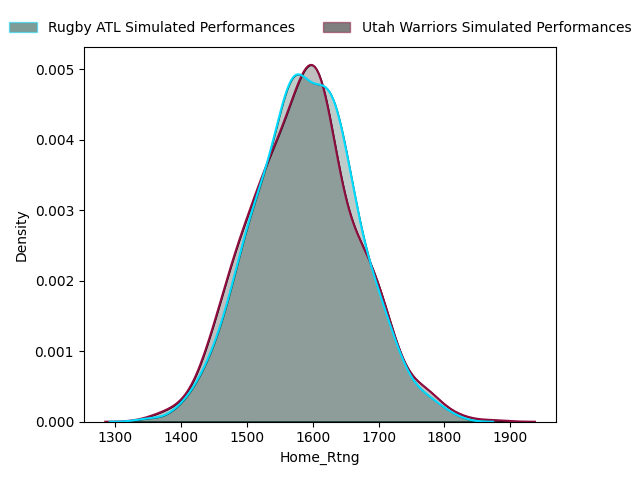 Rugby ATL Simulated Performances Utah Warriors Simulated Performances
0.005
0.004
0.003
0.002
0.001
0.000
Density
1300 1400 1500 1600 1700 1800 1900
Home_Rtng